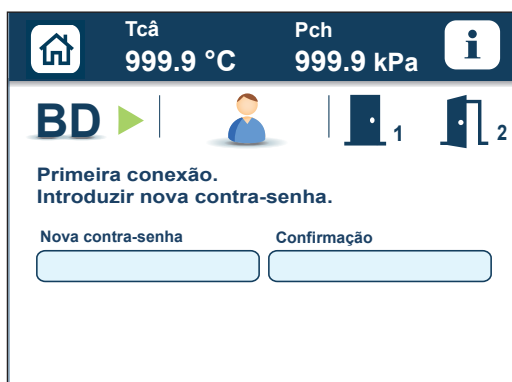 Tcâ Pch
999.9 °C 999.9 kPa i
BD 1 2
Primeira conexão.
Introduzir nova contra-senha.
Nova contra-senha Confirmação